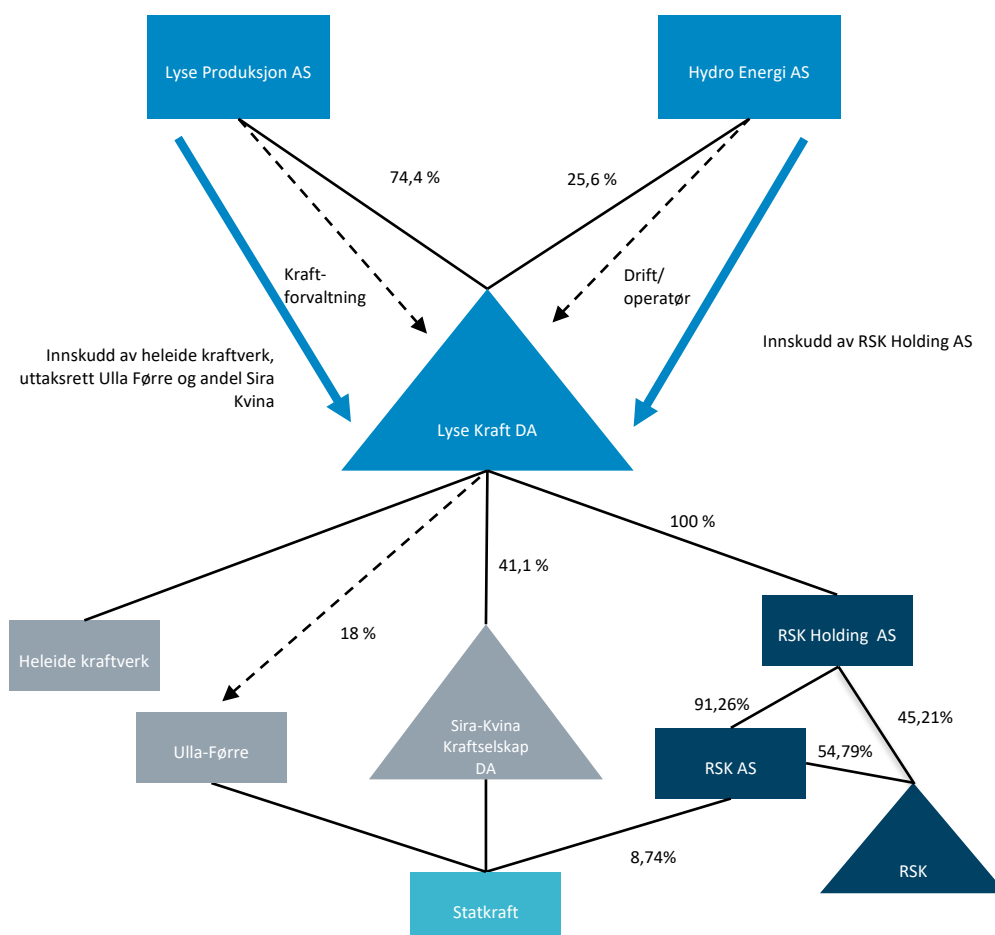 Lyse Produksjon AS
Hydro Energi AS
74,4 %
25,6 %
Kraft-
forvaltning
Drift/
operatør
Innskudd av heleide kraftverk,
uttaksrett Ulla Førre og andel Sira
Kvina
Innskudd av RSK Holding AS
Lyse Kraft DA
100 %
41,1 %
18 %
Heleide kraftverk
RSK Holding AS
91,26%
45,21%
Sira-Kvina
Kraftselskap
DA
Ulla-Førre
54,79%
RSK AS
8,74%
RSK
Statkraft